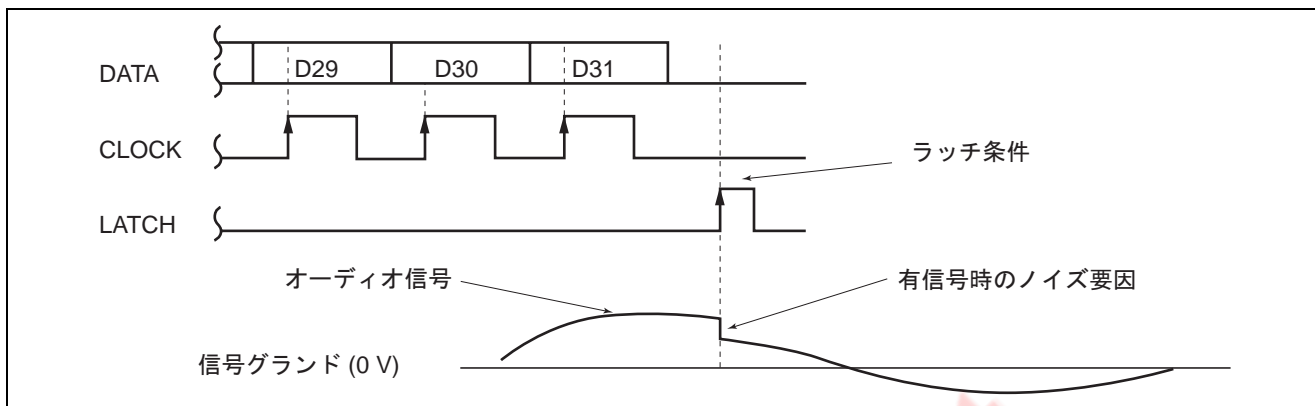 DATA
D29 D30 D31
CLOCK
ラッチ条件
LATCH
オーディオ信号
有信号時のノイズ要因
信号グランド (0 V)